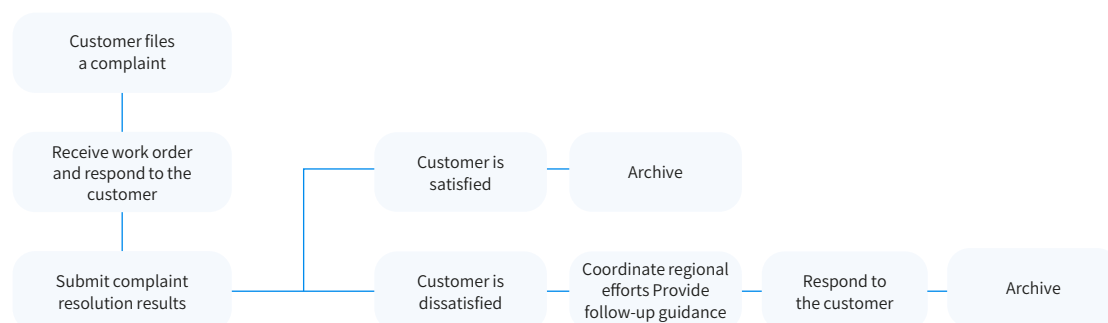 Customer files
a complaint
Receive work order
and respond to the
customer
Customer is
satisfied
Archive
Submit complaint
resolution results
Customer is
dissatisfied
Coordinate regional
efforts Provide
follow-up guidance
Respond to
the customer
Archive